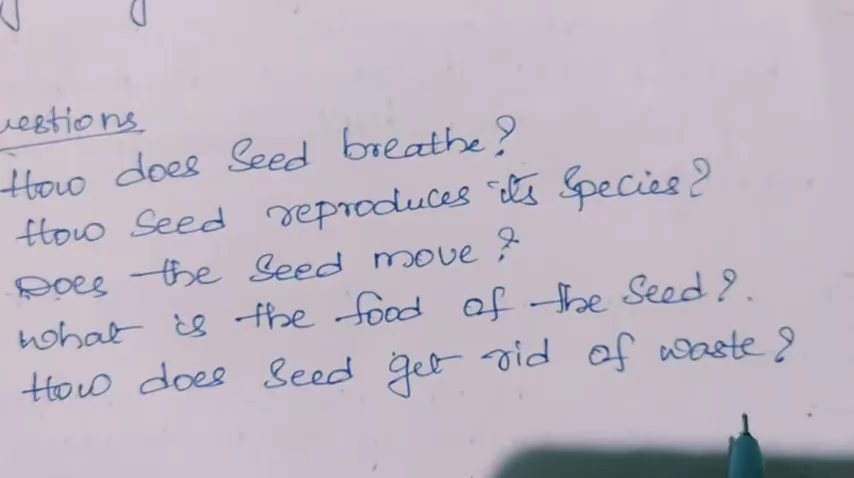 uestions
How does seed breathe?
How seed reproduces its species?
Does the seed move?
What is the food of the seed?
How does seed get rid of waste?